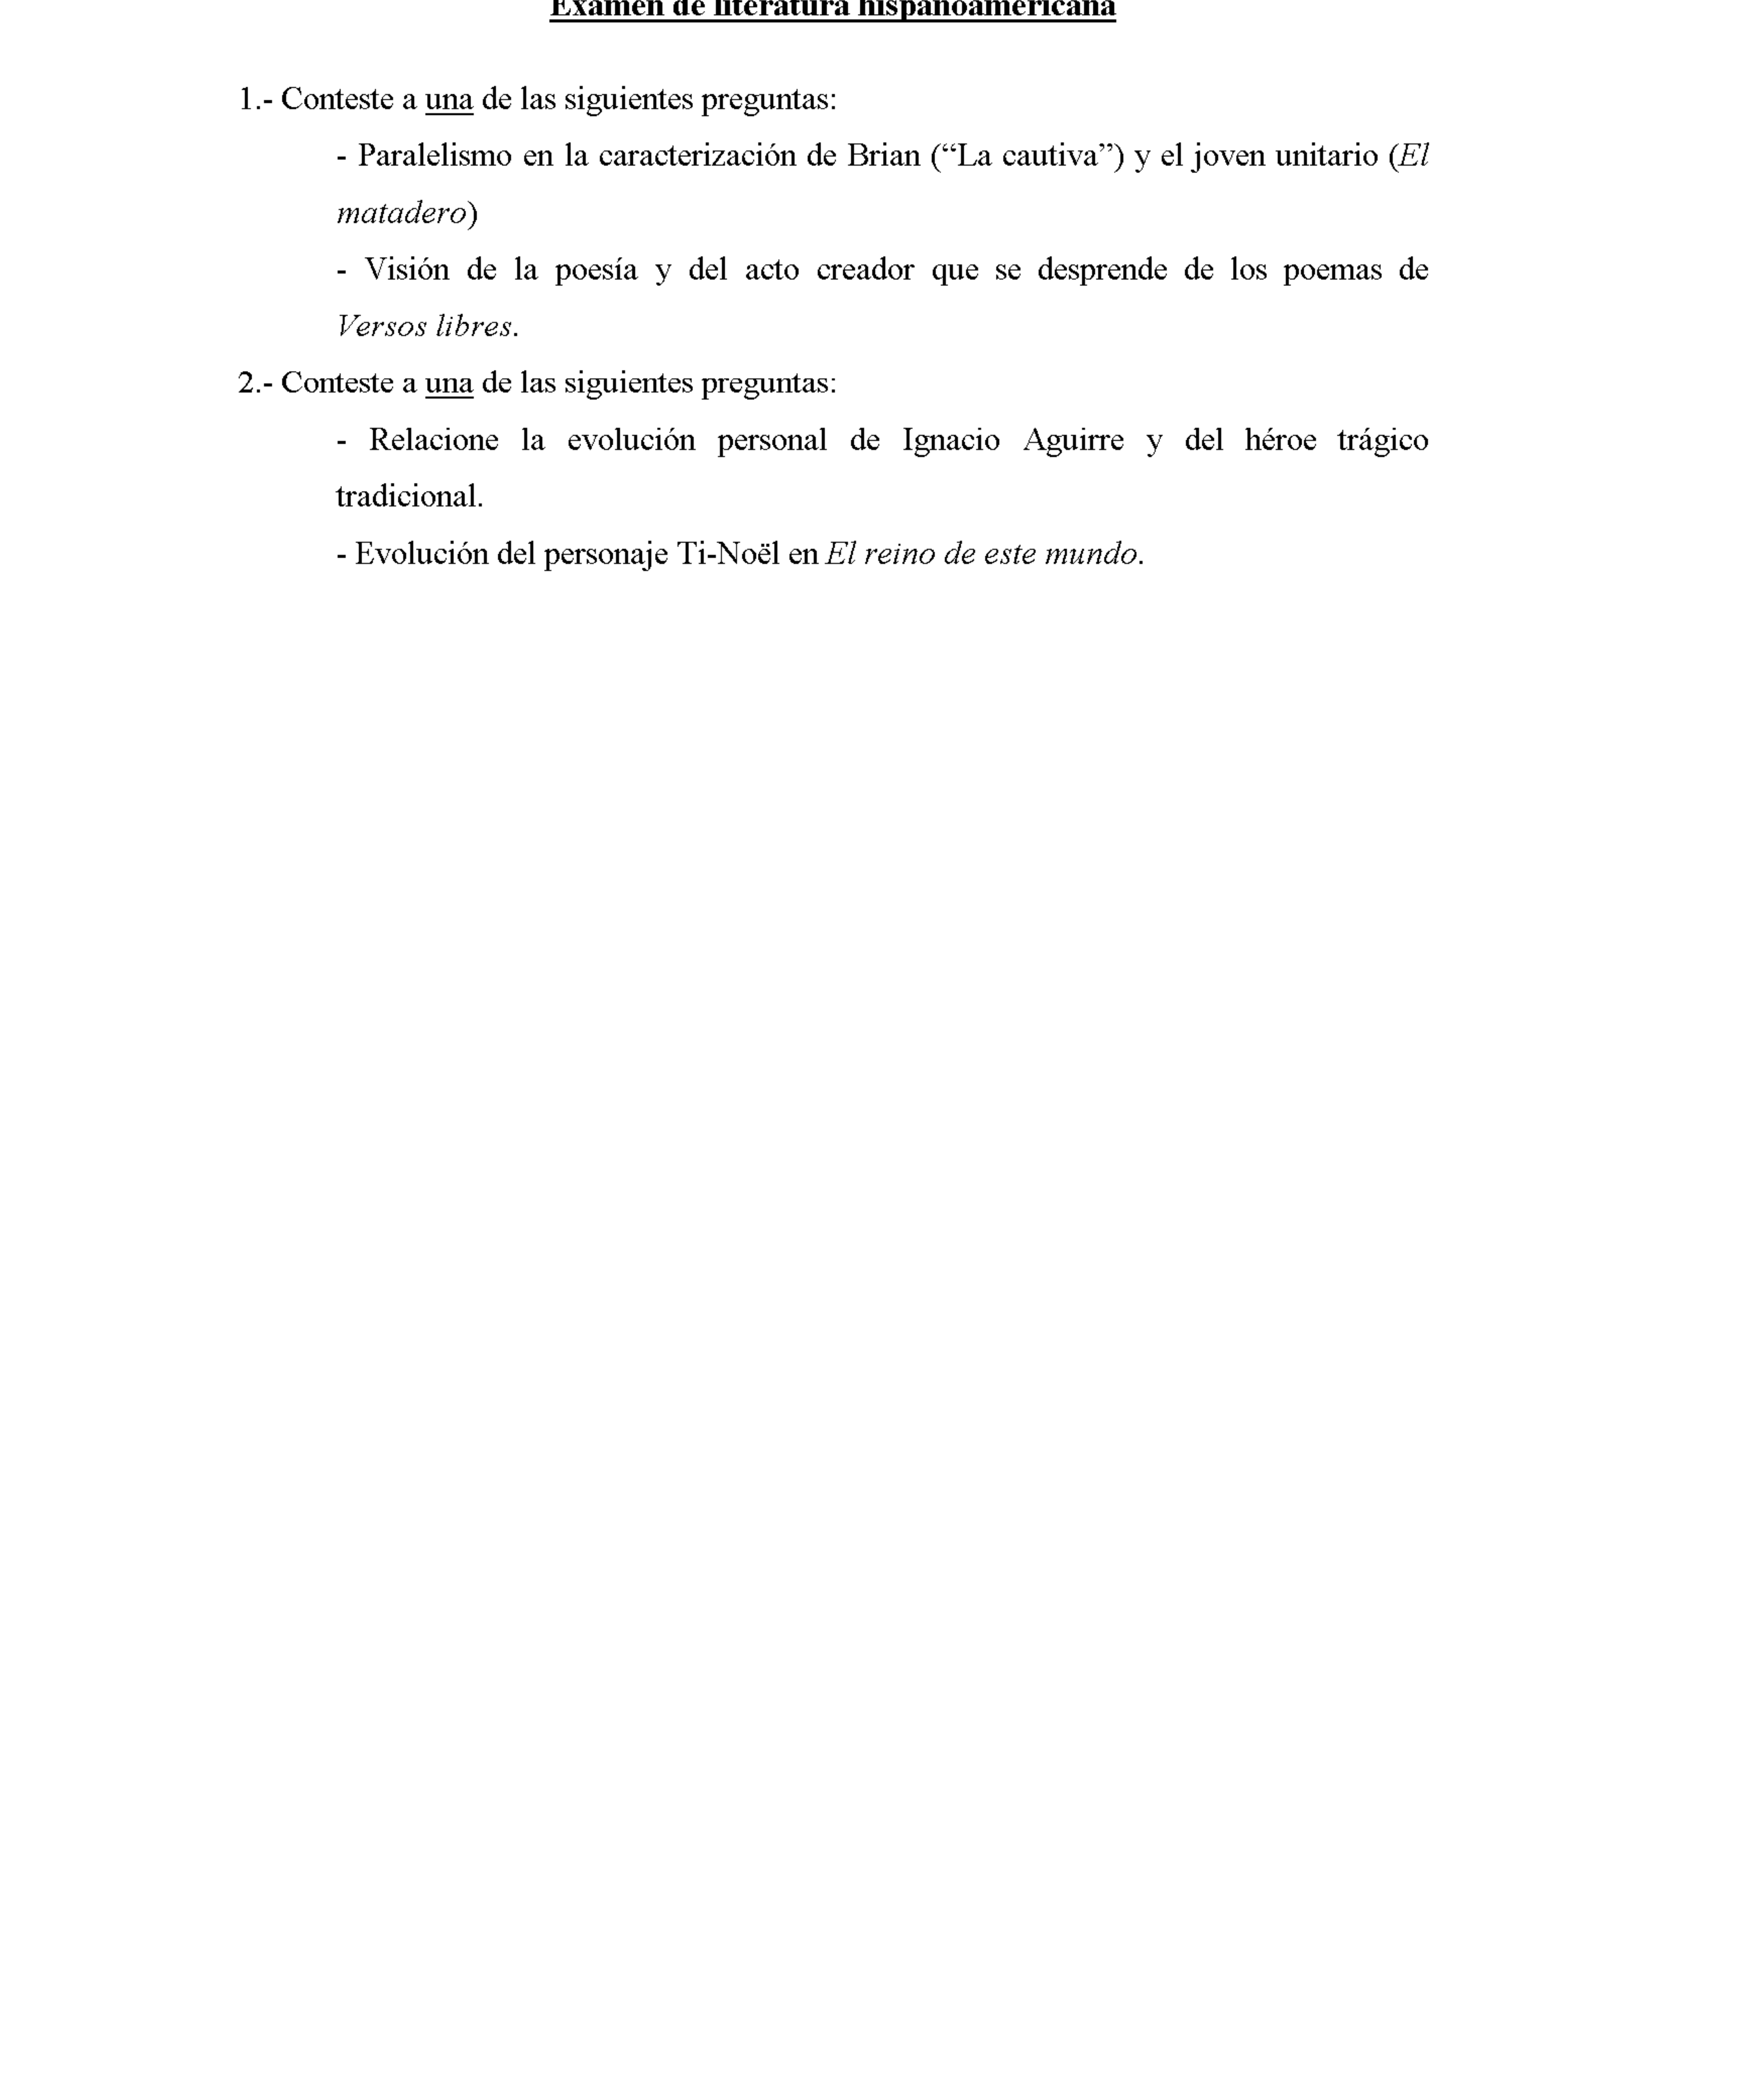 Examen de literatura hispanoamericana
1.- Conteste a una de las siguientes preguntas:
- Paralelismo en la caracterización de Brian (“La cautiva”) y el joven unitario (El
matadero)
- Visión de la poesía y del acto creador que se desprende de los poemas de
Versos libres.
2.- Conteste a una de las siguientes preguntas:
- Relacione la evolución personal de Ignacio Aguirre y del héroe trágico
tradicional.
- Evolución del personaje Ti-Noël en El reino de este mundo.